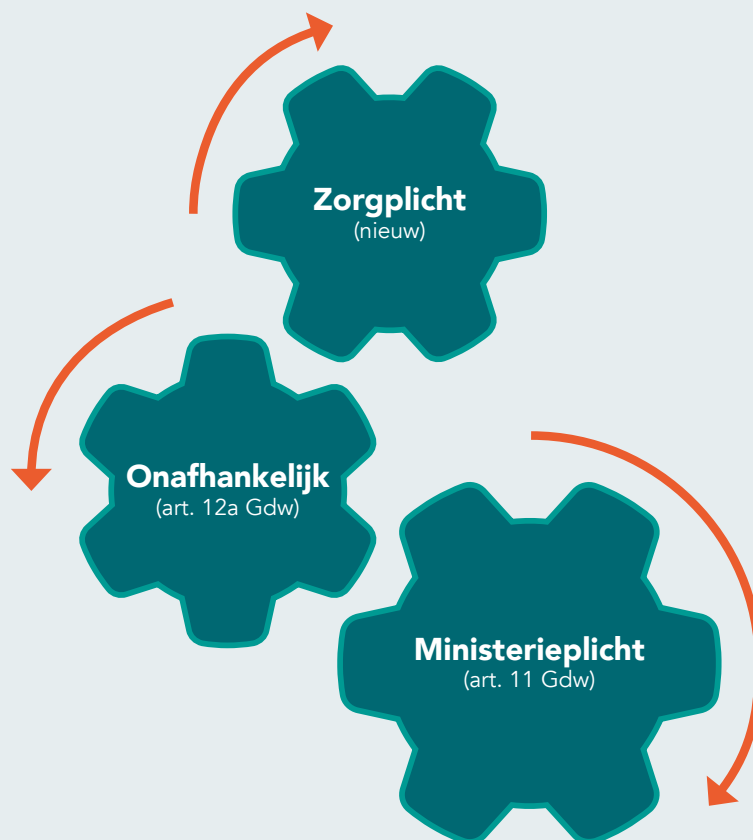 Zorgplicht
(nieuw)
Onafhankelijk
(art. 12a Gdw)
Ministerieplicht
(art. 11 Gdw)